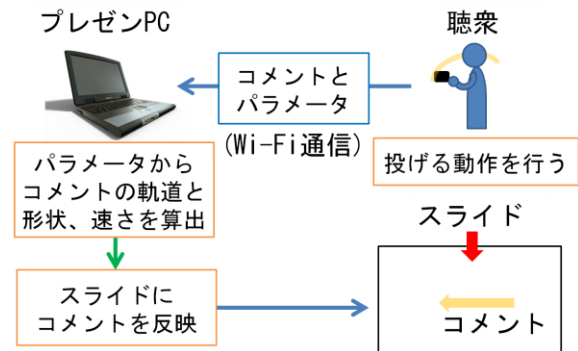 プレゼンPC
聴衆
コメントと
パラメータ
(Wi-Fi通信)
投げる動作を行う
パラメータから
コメントの軌道と
形状、速さを算出
スライド
スライドに
コメントを反映
コメント